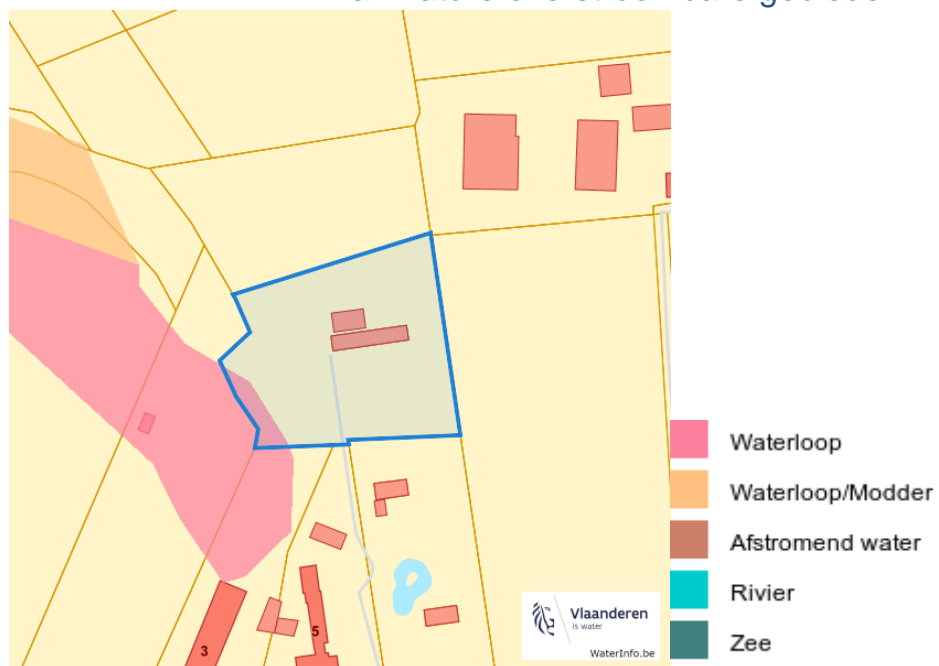 Waterloop
Waterloop/Modder
Afstromend water
Rivier
Zee
Vlaanderen
is water
WaterInfo.be
3
5